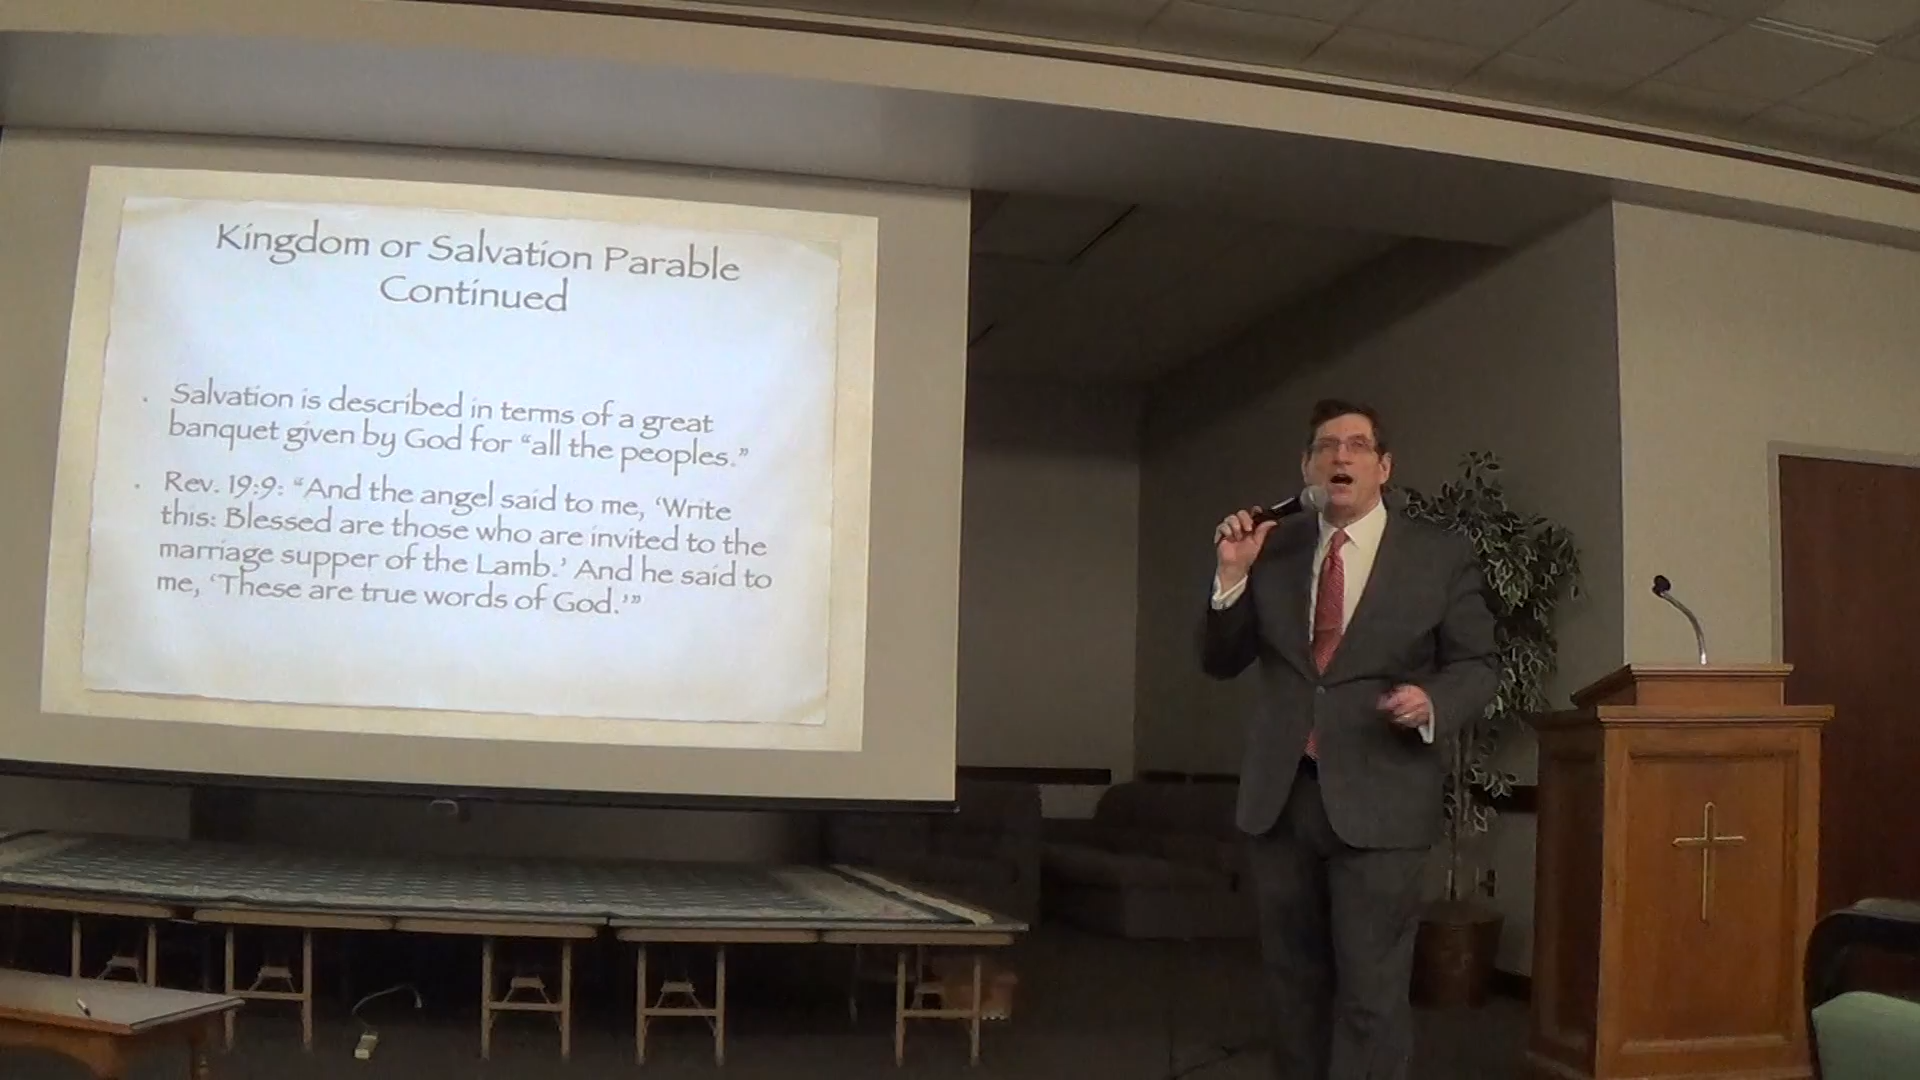 Kingdom or Salvation Parable
Continued
. Salvation is described in terms of a great
banquet given by God for “all the peoples.”
. Rev. 19:9: “And the angel said to me, ‘Write
this: Blessed are those who are invited to the
marriage supper of the Lamb.’ And he said to
me, ‘These are true words of God.’”